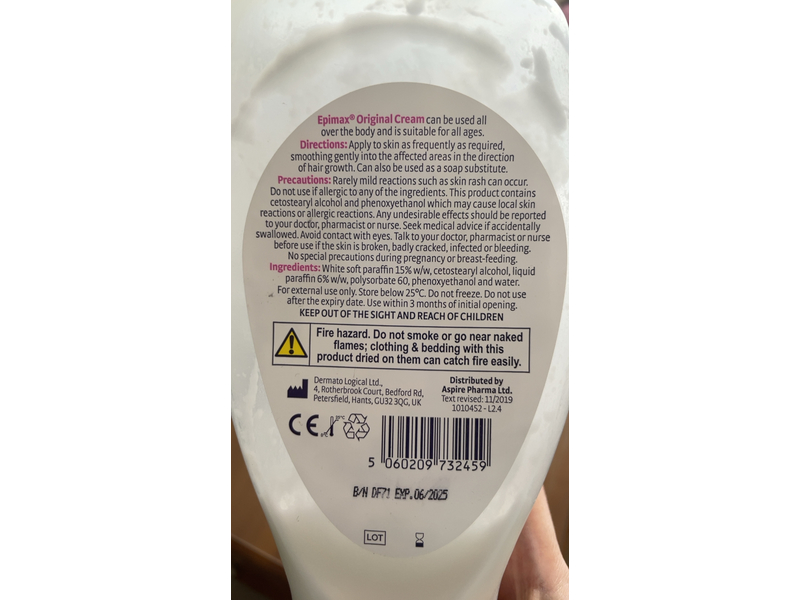 Epimax® Original Cream can be used all
over the body and is suitable for all ages.
Directions: Apply to skin as frequently as required,
smoothing gently into the affected areas in the direction
of hair growth. Can also be used as a soap substitute.
Precautions: Rarely mild reactions such as skin rash can occur.
Do not use if allergic to any of the ingredients. This product contains
cetostearyl alcohol and phenoxyethanol which may cause local skin
reactions or allergic reactions. Any undesirable effects should be reported
to your doctor, pharmacist or nurse. Seek medical advice if accidentally
swallowed. Avoid contact with eyes. Talk to your doctor, pharmacist or nurse
before use if the skin is broken, badly cracked, infected or bleeding.
No special precautions during pregnancy or breast-feeding.
Ingredients: White soft paraffin 15% w/w, cetostearyl alcohol, liquid
paraffin 6% w/w, polysorbate 60, phenoxyethanol and water.
For external use only. Store below 25°C. Do not freeze. Do not use
after the expiry date. Use within 3 months of initial opening.
KEEP OUT OF THE SIGHT AND REACH OF CHILDREN
Fire hazard. Do not smoke or go near naked
flames; clothing & bedding with this
product dried on them can catch fire easily.
Dermato Logical Ltd.,
4, Rotherbrook Court, Bedford Rd,
Petersfield, Hants, GU32 3QG, UK
Distributed by
Aspire Pharma Ltd.
Text revised: 11/2019
1010452 - L2.4
CE
5 060209 732459
B/N DF71 EXP.06/2025
LOT